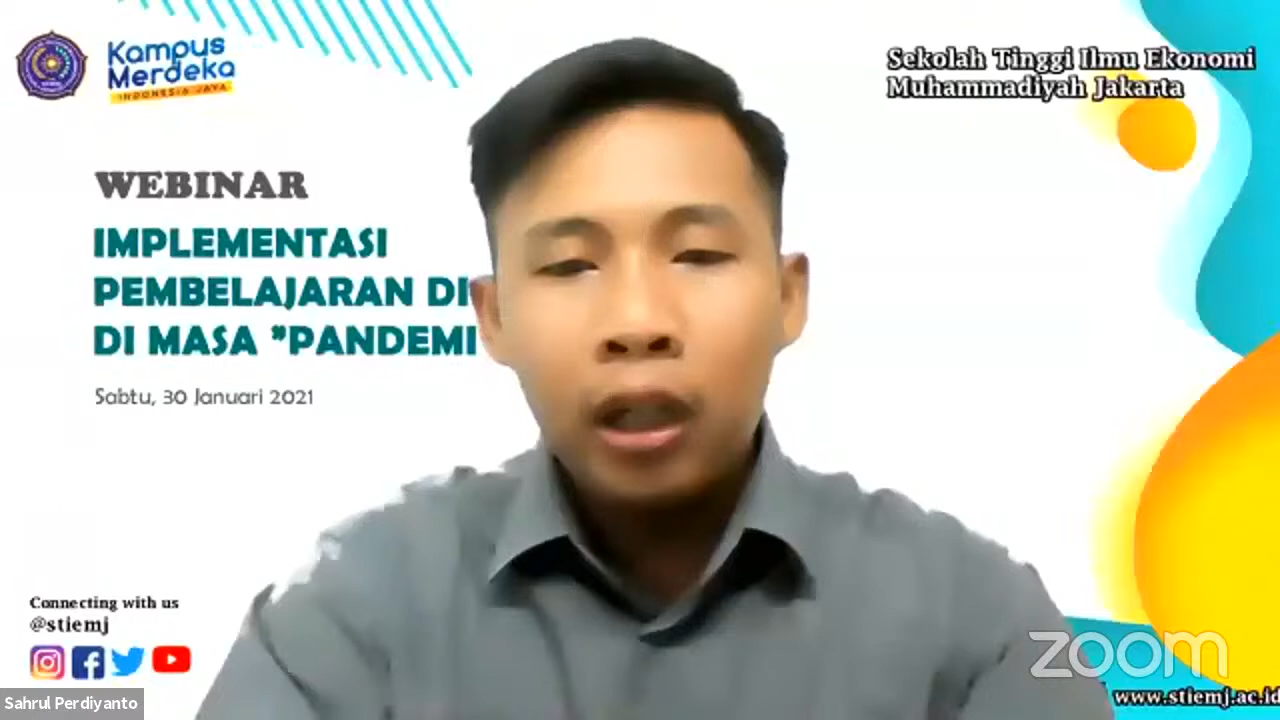 Kampus
Merdeka
INDONESIA JAYA
Sekolah Tinggi Ilmu Ekonomi
Muhammadiyah Jakarta
WEBINAR
IMPLEMENTASI
PEMBELAJARAN DI
DI MASA "PANDEMI
Sabtu, 30 Januari 2021
Connecting with us
@stiemj
zoom
Sahrul Perdiyanto
www.stiemj.ac.id